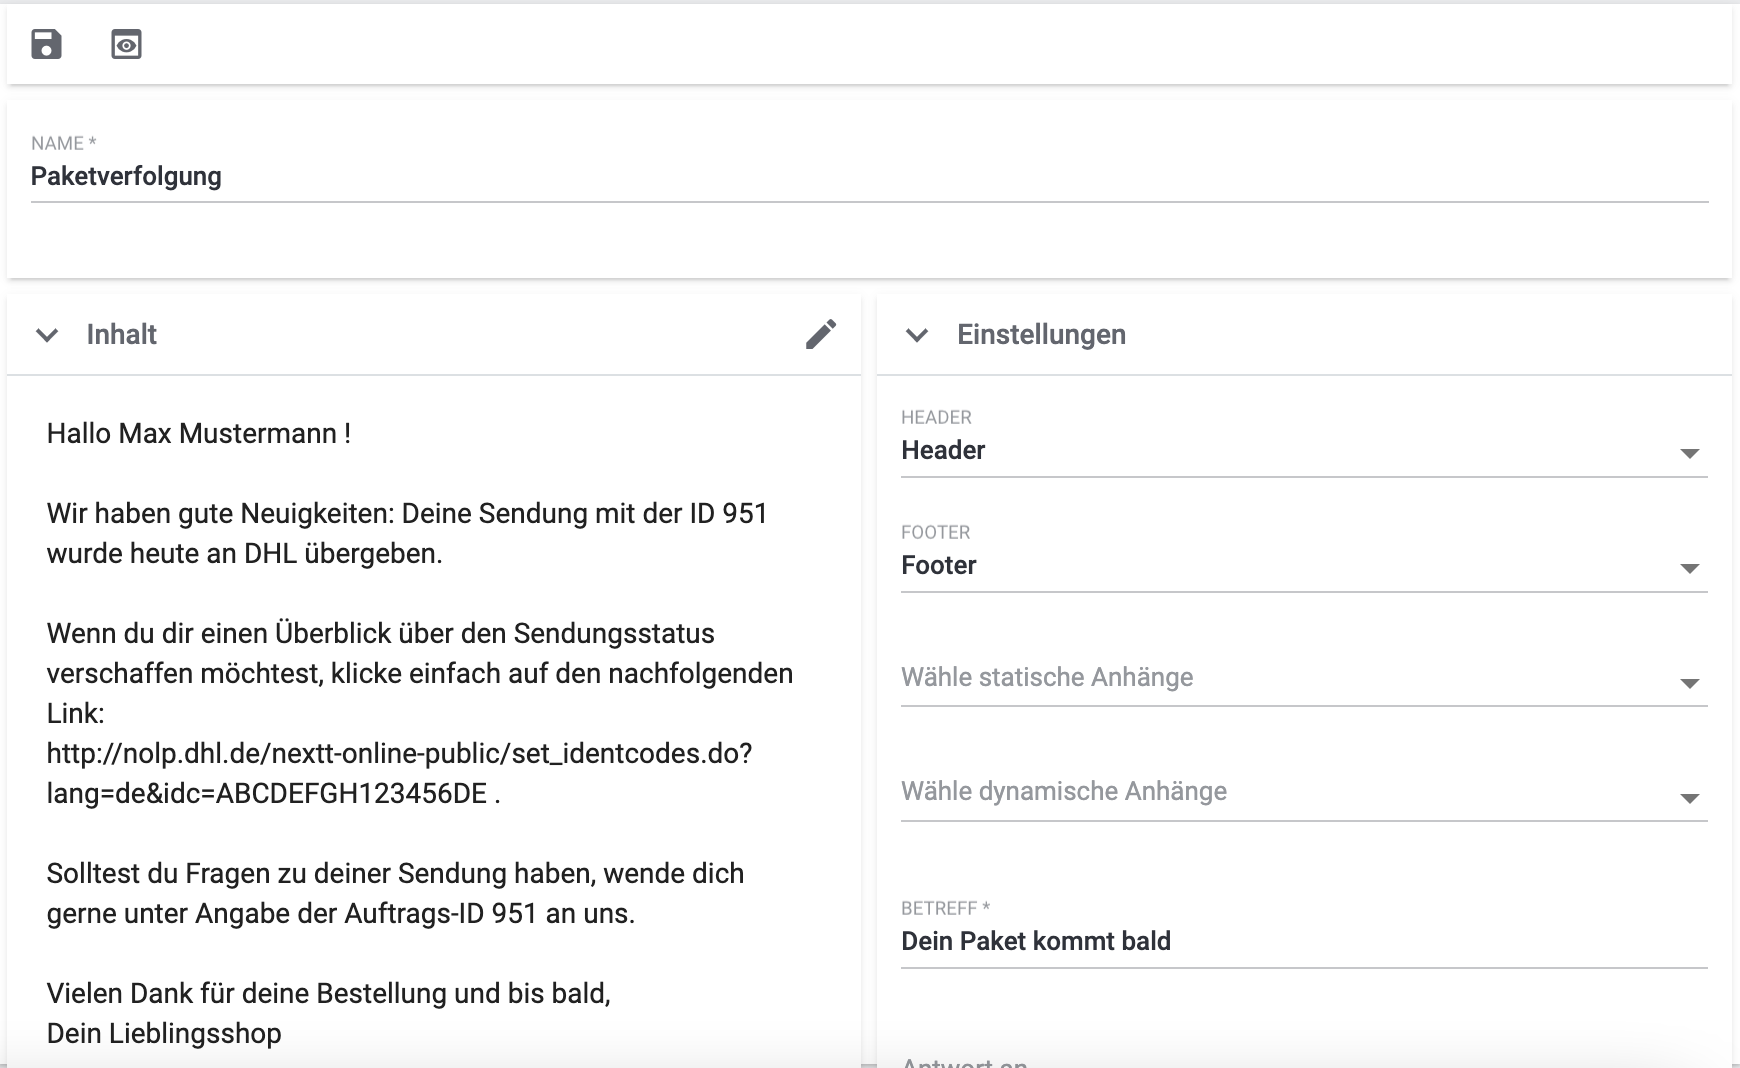 NAME *
Paketverfolgung
Inhalt
Hallo Max Mustermann !
Wir haben gute Neuigkeiten: Deine Sendung mit der ID 951
wurde heute an DHL übergeben.
Wenn du dir einen Überblick über den Sendungsstatus
verschaffen möchtest, klicke einfach auf den nachfolgenden
Link:
http://nolp.dhl.de/nextt-online-public/set_identcodes.do?
lang=de&idc=ABCDEFGH123456DE .
Solltest du Fragen zu deiner Sendung haben, wende dich
gerne unter Angabe der Auftrags-ID 951 an uns.
Vielen Dank für deine Bestellung und bis bald,
Dein Lieblingsshop
Einstellungen
HEADER
Header
FOOTER
Footer
Wähle statische Anhänge
Wähle dynamische Anhänge
BETREFF *
Dein Paket kommt bald
Antwort an